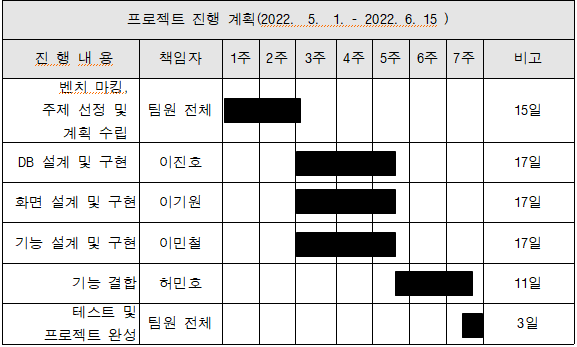 프로젝트 진행 계획(2022. 5. 1. - 2022. 6. 15 )
진 행 내 용 책임자 1주 2주 3주 4주 5주 6주 7주 비고
벤치 마킹,
주제 선정 및
계획 수립 팀원 전체 15일
DB 설계 및 구현 이진호 17일
화면 설계 및 구현 이기원 17일
기능 설계 및 구현 이민철 17일
기능 결합 허민호 11일
테스트 및
프로젝트 완성 팀원 전체 3일